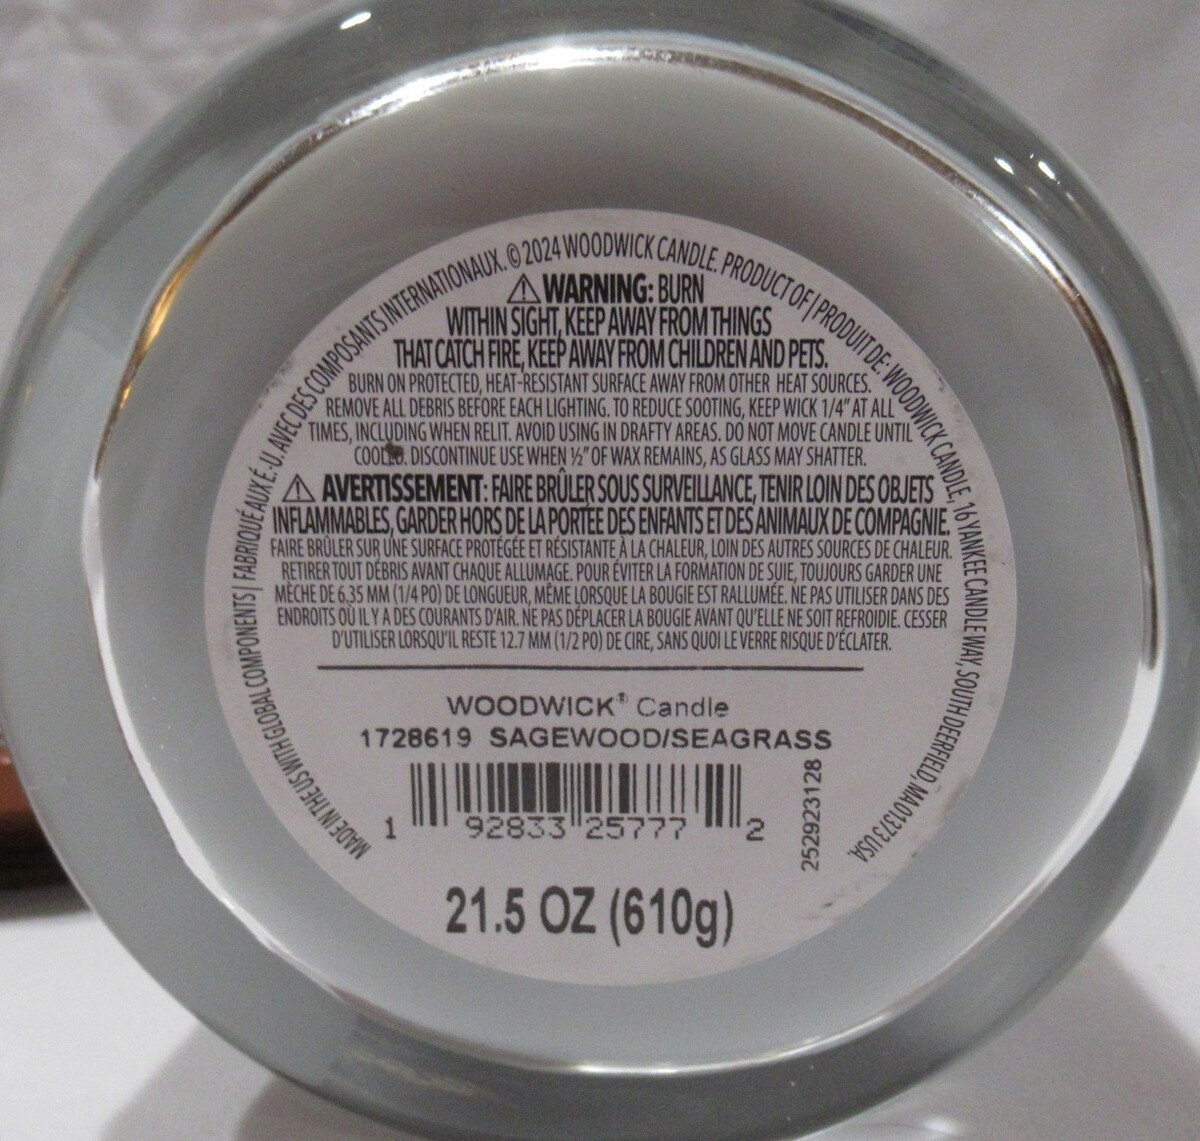 MADE IN THE US WITH GLOBAL COMPONENTS | FABRIQUÉ AUX É.-U. AVEC DES COMPOSANTS INTERNATIONAUX. © 2024 WOODWICK CANDLE. PRODUCT OF | PRODUIT DE: WOODWICK CANDLE, 16 YANKEE CANDLE WAY, SOUTH DEERFIELD, MA 01373 USA.
⚠ WARNING: BURN
WITHIN SIGHT, KEEP AWAY FROM THINGS
THAT CATCH FIRE, KEEP AWAY FROM CHILDREN AND PETS.
BURN ON PROTECTED, HEAT-RESISTANT SURFACE AWAY FROM OTHER HEAT SOURCES.
REMOVE ALL DEBRIS BEFORE EACH LIGHTING. TO REDUCE SOOTING, KEEP WICK 1/4" AT ALL
TIMES, INCLUDING WHEN RELIT. AVOID USING IN DRAFTY AREAS. DO NOT MOVE CANDLE UNTIL
COOLED. DISCONTINUE USE WHEN ½" OF WAX REMAINS, AS GLASS MAY SHATTER.
⚠ AVERTISSEMENT: FAIRE BRÛLER SOUS SURVEILLANCE, TENIR LOIN DES OBJETS
INFLAMMABLES, GARDER HORS DE LA PORTÉE DES ENFANTS ET DES ANIMAUX DE COMPAGNIE.
FAIRE BRÛLER SUR UNE SURFACE PROTÉGÉE ET RÉSISTANTE À LA CHALEUR, LOIN DES AUTRES SOURCES DE CHALEUR.
RETIRER TOUT DÉBRIS AVANT CHAQUE ALLUMAGE. POUR ÉVITER LA FORMATION DE SUIE, TOUJOURS GARDER UNE
MÈCHE DE 6.35 MM (1/4 PO) DE LONGUEUR, MÊME LORSQUE LA BOUGIE EST RALLUMÉE. NE PAS UTILISER DANS DES
ENDROITS OÙ IL Y A DES COURANTS D'AIR. NE PAS DÉPLACER LA BOUGIE AVANT QU'ELLE NE SOIT REFROIDIE. CESSER
D'UTILISER LORSQU'IL RESTE 12.7 MM (1/2 PO) DE CIRE, SANS QUOI LE VERRE RISQUE D'ÉCLATER.
WOODWICK® Candle
1728619 SAGEWOOD/SEAGRASS
1 92833 25777 2
252923128
21.5 OZ (610g)